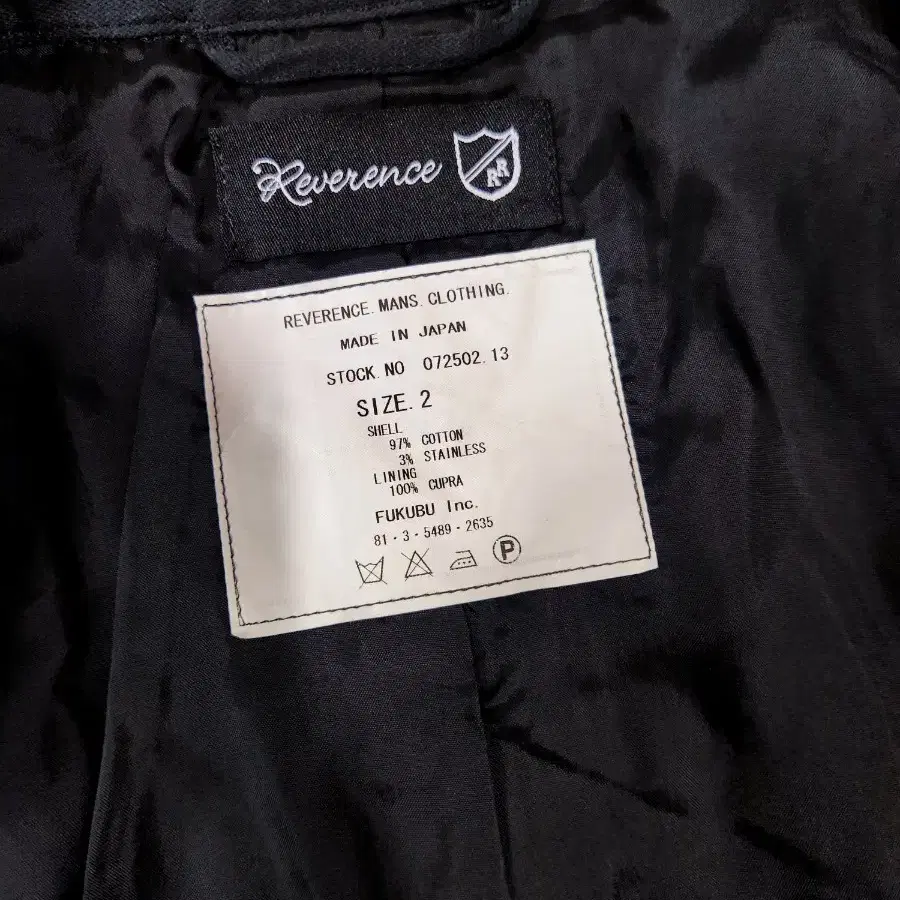 Reverence
RR
REVERENCE. MANS. CLOTHING.
MADE IN JAPAN
STOCK. NO 072502. 13
SIZE. 2
SHELL
97% COTTON
3% STAINLESS
LINING
100% CUPRA
FUKUBU Inc.
81・3・5489・2635
P